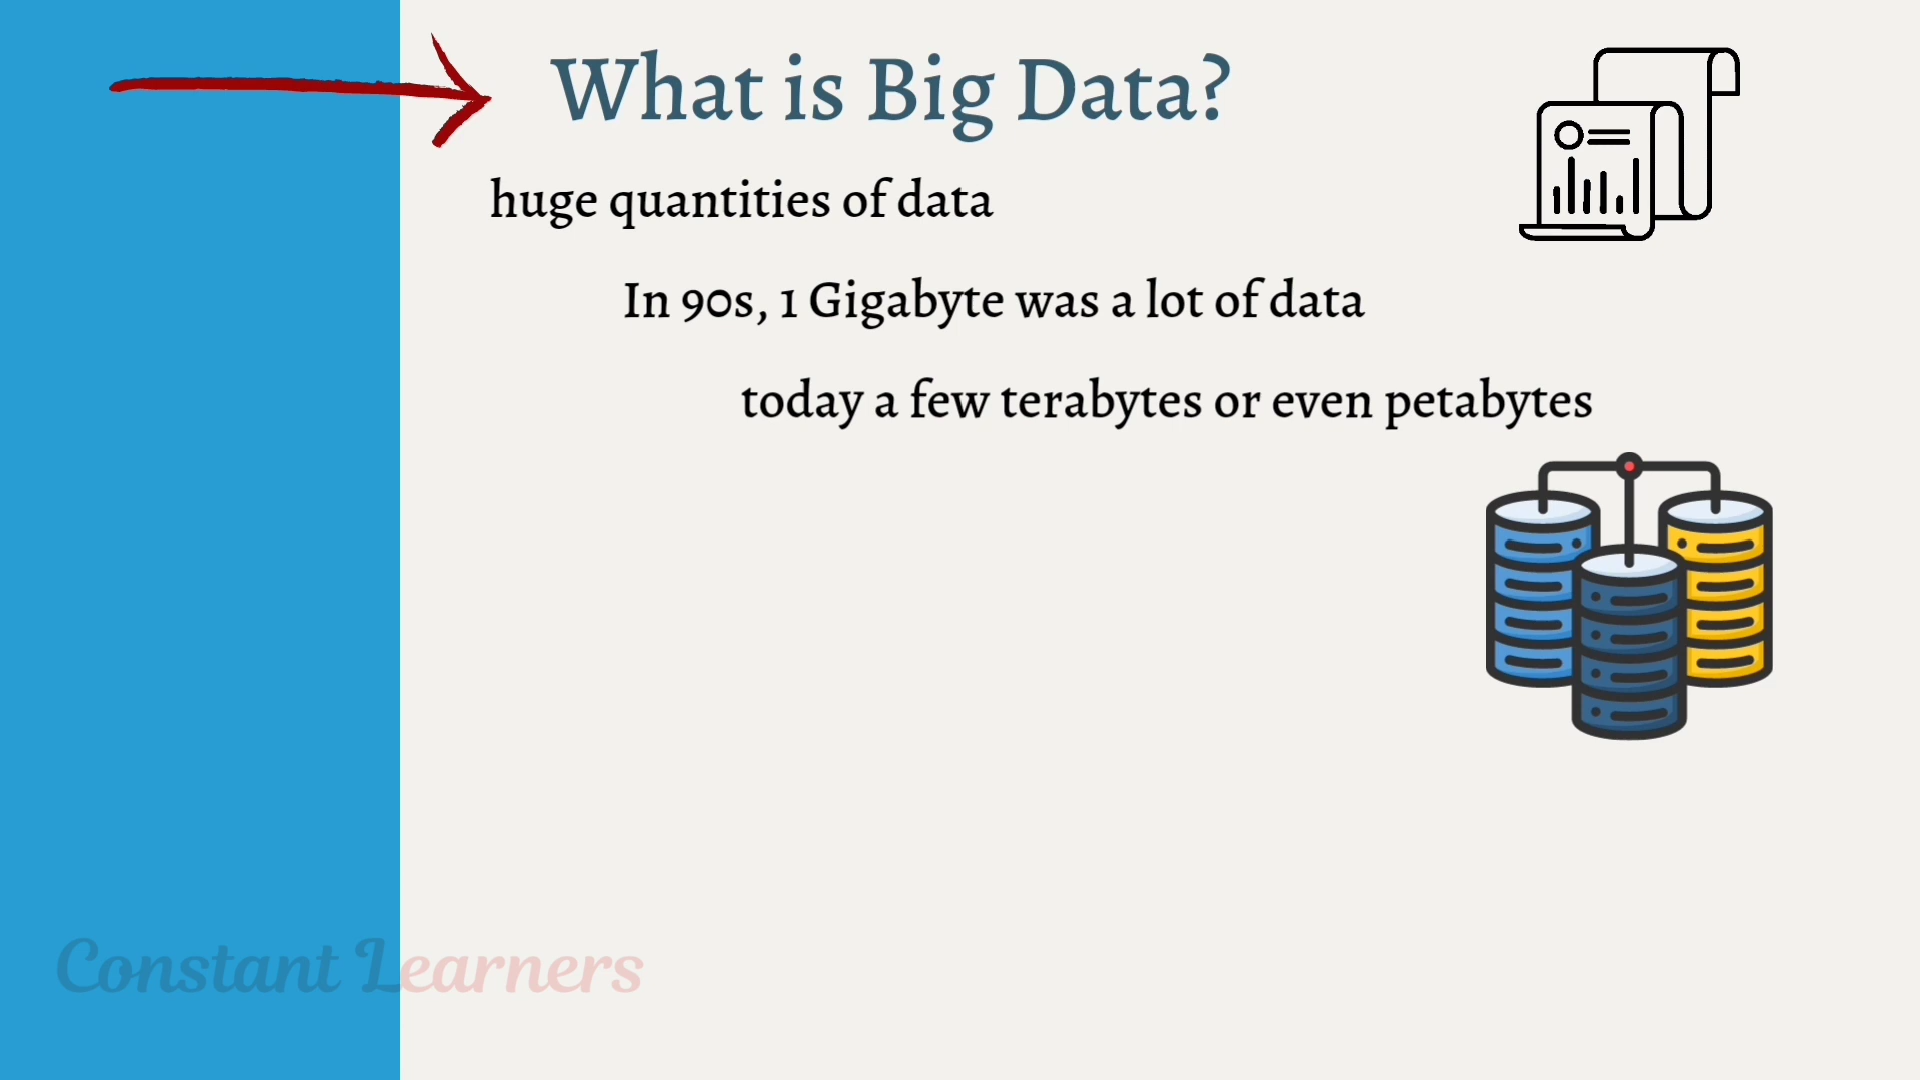 What is Big Data?
huge quantities of data
In 90s, 1 Gigabyte was a lot of data
today a few terabytes or even petabytes
Constant Learners